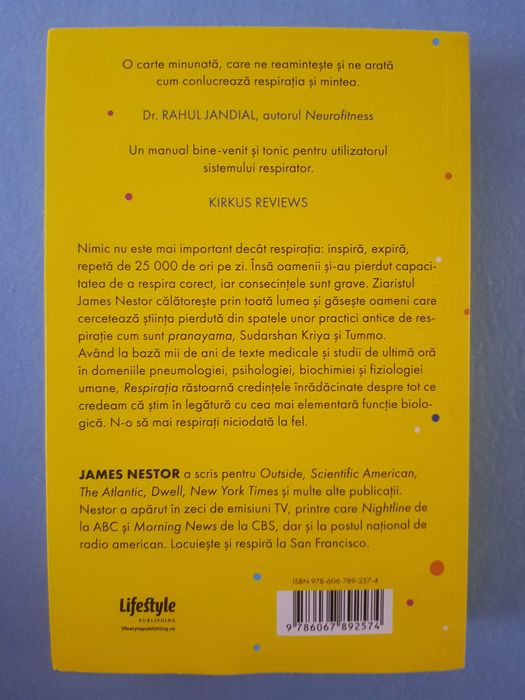 O carte minunată, care ne reamintește și ne arată
cum conlucrează respirația și mintea.
Dr. RAHUL JANDIAL, autorul Neurofitness
Un manual bine-venit și tonic pentru utilizatorul
sistemului respirator.
KIRKUS REVIEWS
Nimic nu este mai important decât respirația: inspiră, expiră,
repetă de 25 000 de ori pe zi. Însă oamenii și-au pierdut capaci-
tatea de a respira corect, iar consecințele sunt grave. Ziaristul
James Nestor călătorește prin toată lumea și găsește oameni care
cercetează știința pierdută din spatele unor practici antice de res-
pirație cum sunt pranayama, Sudarshan Kriya și Tummo.
Având la bază mii de ani de texte medicale și studii de ultimă oră
în domeniile pneumologiei, psihologiei, biochimiei și fiziologiei
umane, Respirația răstoarnă credințele înrădăcinate despre tot ce
credeam că știm în legătură cu cea mai elementară funcție biolo-
gică. N-o să mai respirați niciodată la fel.
JAMES NESTOR a scris pentru Outside, Scientific American,
The Atlantic, Dwell, New York Times și multe alte publicații.
Nestor a apărut în zeci de emisiuni TV, printre care Nightline de
la ABC și Morning News de la CBS, dar și la postul național de
radio american. Locuiește și respiră la San Francisco.
ISBN 978-606-789-257-4
Lifestyle
PUBLISHING
lifestylepublishing.ro
9 786067 892574